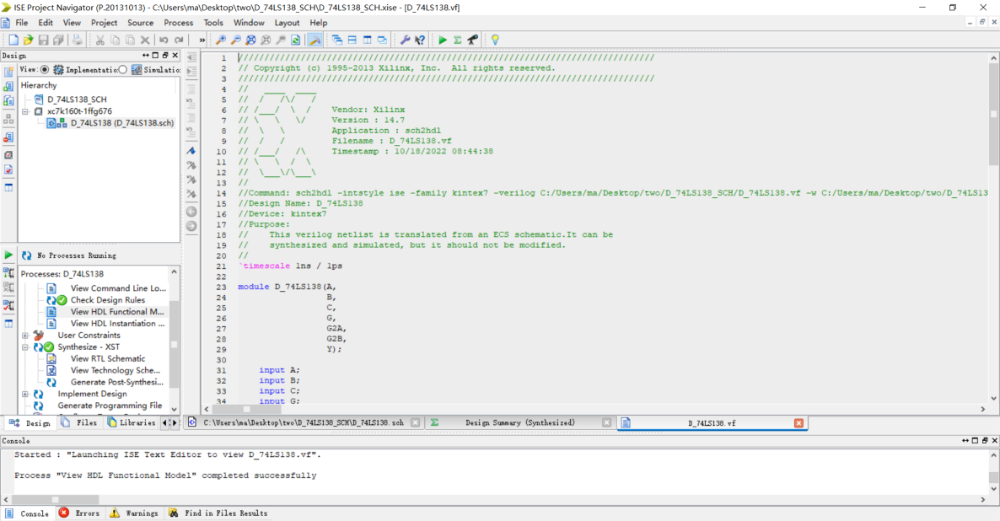 ISE Project Navigator (P.20131013) - C:\Users\ma\Desktop\two\D_74LS138_SCH\D_74LS138_SCH.xise - [D_74LS138.vf]
File Edit View Project Source Process Tools Window Layout Help
Design
View: Implementatio Simulatio
Hierarchy
D_74LS138_SCH
xc7k160t-1ffg676
D_74LS138 (D_74LS138.sch)
No Processes Running
Processes: D_74LS138
View Command Line Lo...
Check Design Rules
View HDL Functional M...
View HDL Instantiation ...
User Constraints
Synthesize - XST
View RTL Schematic
View Technology Sche...
Generate Post-Synthesi...
Implement Design
Generate Programming File
Design Files Libraries
1 ////////////////////////////////////////////////////////////////////////////////
2 // Copyright (c) 1995-2013 Xilinx, Inc. All rights reserved.
3 ////////////////////////////////////////////////////////////////////////////////
4 // ____ ____
5 // / /\/ /
6 // /___/ \ / Vendor: Xilinx
7 // \ \ \/ Version : 14.7
8 // \ \ Application : sch2hdl
9 // / / Filename : D_74LS138.vf
10 // /___/ /\ Timestamp : 10/18/2022 08:44:38
11 // \ \ / \
12 // \___\/\___\
13 //
14 //Command: sch2hdl -intstyle ise -family kintex7 -verilog C:/Users/ma/Desktop/two/D_74LS138_SCH/D_74LS138.vf -w C:/Users/ma/Desktop/two/D_74LS13
15 //Design Name: D_74LS138
16 //Device: kintex7
17 //Purpose:
18 // This verilog netlist is translated from an ECS schematic.It can be
19 // synthesized and simulated, but it should not be modified.
20 //
21 `timescale 1ns / 1ps
22
23 module D_74LS138(A,
24 B,
25 C,
26 G,
27 G2A,
28 G2B,
29 Y);
30
31 input A;
32 input B;
33 input C;
34 input G;
C:\Users\ma\Desktop\two\D_74LS138_SCH\D_74LS138.sch Design Summary (Synthesized) D_74LS138.vf
Console
Started : "Launching ISE Text Editor to view D_74LS138.vf".
Process "View HDL Functional Model" completed successfully
Console Errors Warnings Find in Files Results